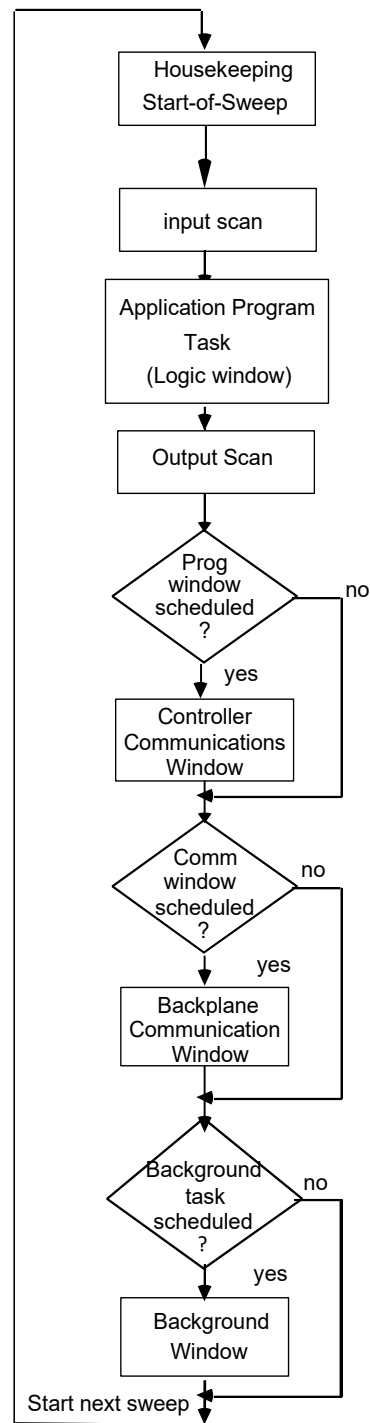 Housekeeping
Start-of-Sweep
input scan
Application Program
Task
(Logic window)
Output Scan
Prog
window
scheduled
?
no
yes
Controller
Communications
Window
Comm
window
scheduled
?
no
yes
Backplane
Communication
Window
Background
task
scheduled
?
no
yes
Background
Window
Start next sweep